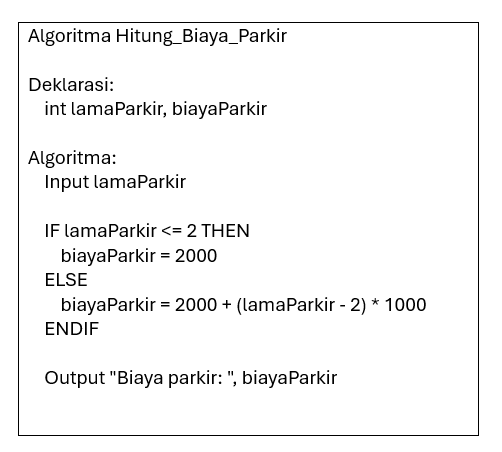 Algoritma Hitung_Biaya_Parkir
Deklarasi:
int lamaParkir, biayaParkir
Algoritma:
Input lamaParkir
IF lamaParkir <= 2 THEN
biayaParkir = 2000
ELSE
biayaParkir = 2000 + (lamaParkir - 2) * 1000
ENDIF
Output "Biaya parkir: ", biayaParkir